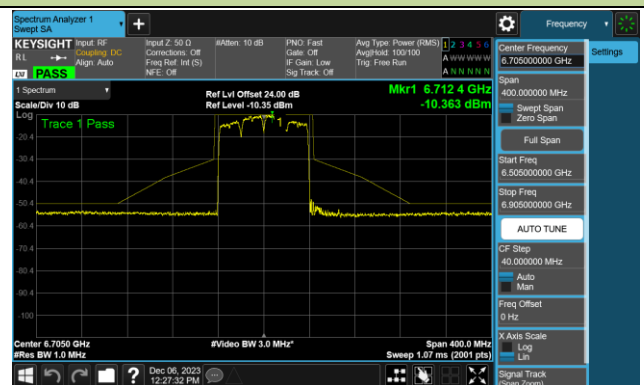 Spectrum Analyzer 1
Swept SA
Frequency
KEYSIGHT
Input: RF
Input Z: 50 Ω
#Atten: 10 dB
PNO: Fast
Avg Type: Power (RMS)
1 2 3 4 5 6
RL
Coupling: DC
Corrections: Off
Gate: Off
Avg|Hold: 100/100
A W W W W W
Align: Auto
Freq Ref: Int (S)
IF Gain: Low
Trig: Free Run
LW PASS
NFE: Off
Sig Track: Off
A N N N N N
1 Spectrum
Ref Lvl Offset 24.00 dB
Mkr1 6.712 4 GHz
Scale/Div 10 dB
Ref Level -10.35 dBm
-10.363 dBm
Log
Trace 1 Pass
1
-20.4
-30.4
-40.4
-50.4
-60.4
-70.4
-80.4
-90.4
-100
Center 6.7050 GHz
#Video BW 3.0 MHz*
Span 400.0 MHz
#Res BW 1.0 MHz
Sweep 1.07 ms (2001 pts)
Dec 06, 2023
12:27:32 PM
Center Frequency
6.705000000 GHz
Settings
Span
400.000000 MHz
Swept Span
Zero Span
Full Span
Start Freq
6.505000000 GHz
Stop Freq
6.905000000 GHz
AUTO TUNE
CF Step
40.000000 MHz
Auto
Man
Freq Offset
0 Hz
X Axis Scale
Log
Lin
Signal Track
(Span Zoom)